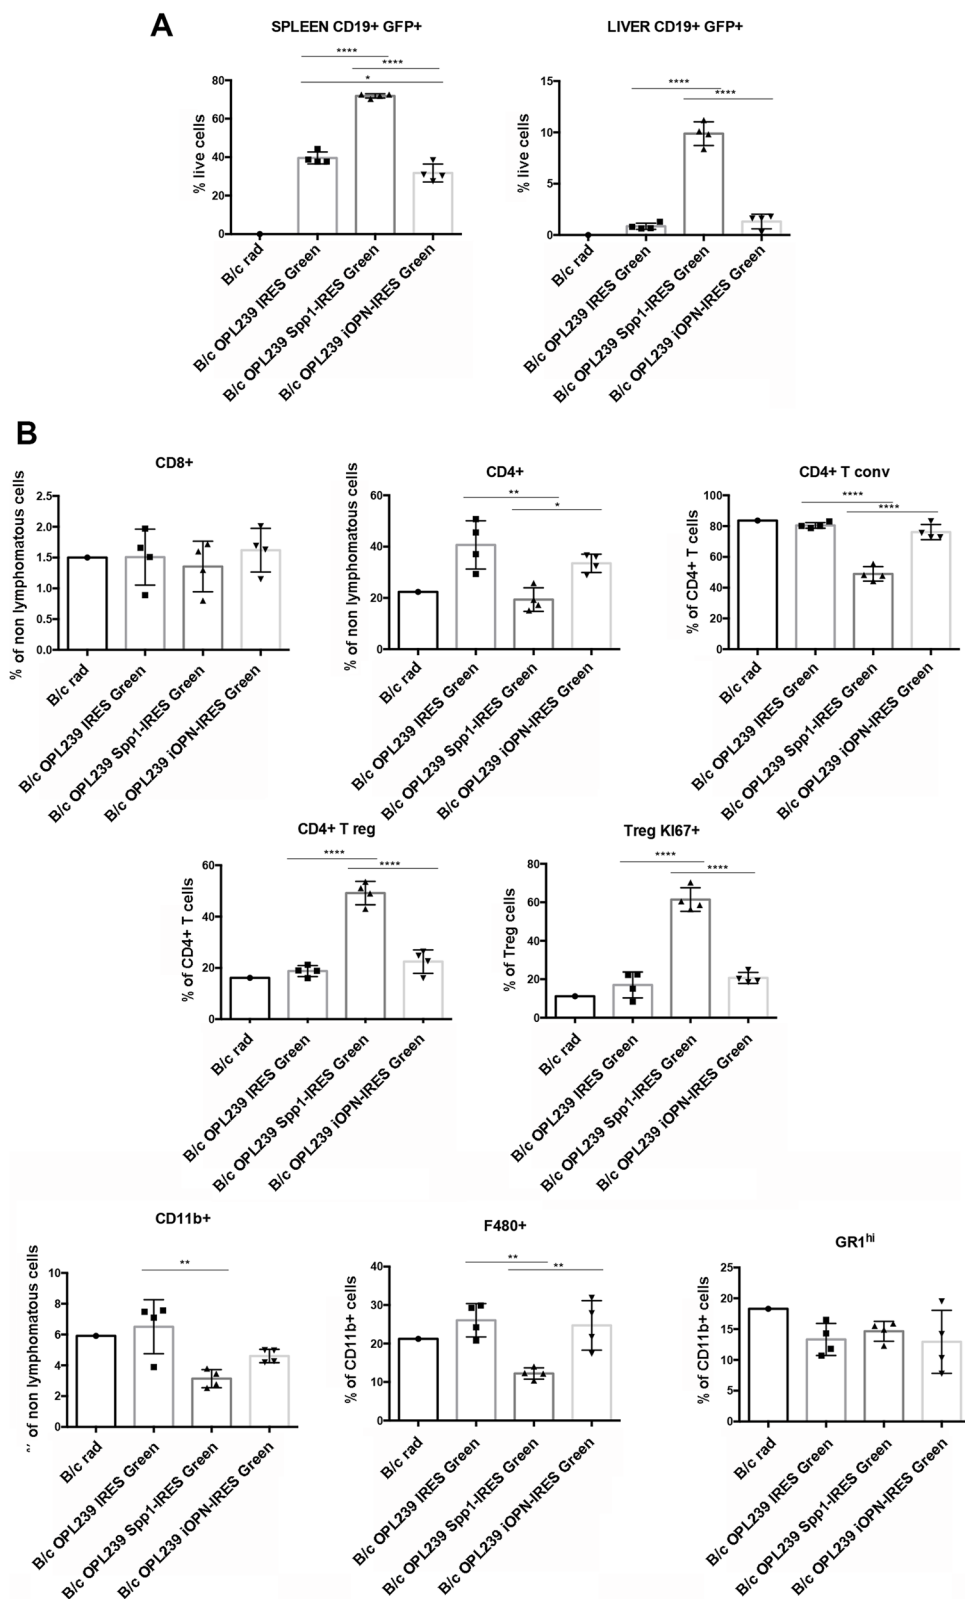 A
SPLEEN CD19+ GFP+
LIVER CD19+ GFP+
****
****
*
****
****
% live cells
80
60
40
20
0
% live cells
15
10
5
0
B/c rad
B/c OPL239 IRES Green
B/c OPL239 Spp1-IRES Green
B/c OPL239 iOPN-IRES Green
B/c rad
B/c OPL239 IRES Green
B/c OPL239 Spp1-IRES Green
B/c OPL239 iOPN-IRES Green
B
CD8+
% of non lymphomatous cells
2.5
2.0
1.5
1.0
0.5
0.0
B/c rad
B/c OPL239 IRES Green
B/c OPL239 Spp1-IRES Green
B/c OPL239 iOPN-IRES Green
CD4+
**
*
% of non lymphomatous cells
60
40
20
0
B/c rad
B/c OPL239 IRES Green
B/c OPL239 Spp1-IRES Green
B/c OPL239 iOPN-IRES Green
CD4+ T conv
****
****
% of CD4+ T cells
100
80
60
40
20
0
B/c rad
B/c OPL239 IRES Green
B/c OPL239 Spp1-IRES Green
B/c OPL239 iOPN-IRES Green
CD4+ T reg
****
****
% of CD4+ T cells
60
40
20
0
B/c rad
B/c OPL239 IRES Green
B/c OPL239 Spp1-IRES Green
B/c OPL239 iOPN-IRES Green
Treg KI67+
****
****
% of Treg cells
80
60
40
20
0
B/c rad
B/c OPL239 IRES Green
B/c OPL239 Spp1-IRES Green
B/c OPL239 iOPN-IRES Green
CD11b+
**
% of non lymphomatous cells
10
8
6
4
2
0
B/c rad
B/c OPL239 IRES Green
B/c OPL239 Spp1-IRES Green
B/c OPL239 iOPN-IRES Green
F480+
**
**
% of CD11b+ cells
40
30
20
10
0
B/c rad
B/c OPL239 IRES Green
B/c OPL239 Spp1-IRES Green
B/c OPL239 iOPN-IRES Green
GR1hi
% of CD11b+ cells
25
20
15
10
5
0
B/c rad
B/c OPL239 IRES Green
B/c OPL239 Spp1-IRES Green
B/c OPL239 iOPN-IRES Green